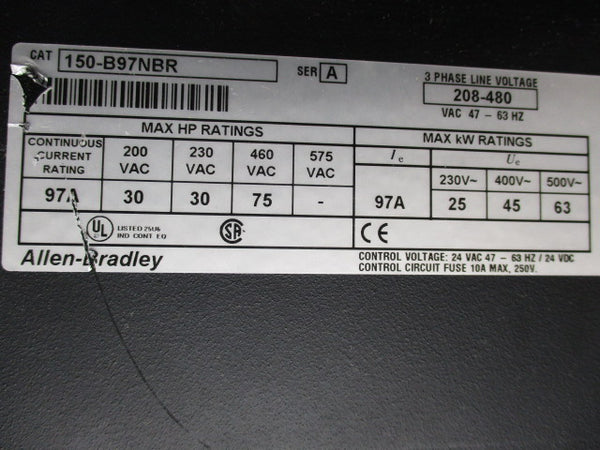 CAT 150-B97NBR SER A
3 PHASE LINE VOLTAGE
208-480
VAC 47 - 63 HZ
MAX HP RATINGS
CONTINUOUS CURRENT RATING 200 VAC 230 VAC 460 VAC 575 VAC
97A 30 30 75 -
MAX kW RATINGS
Ie Ue
230V~ 400V~ 500V~
97A 25 45 63
UL LISTED
IND CONT EQ
SA
CE
Allen-Bradley
CONTROL VOLTAGE: 24 VAC 47 - 63 HZ / 24 VDC
CONTROL CIRCUIT FUSE 10A MAX, 250V.